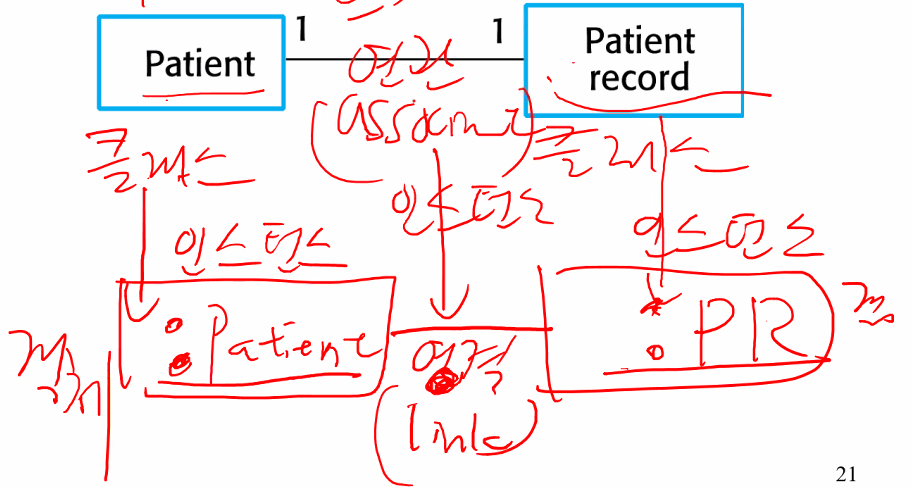 1 1
Patient
Patient
record
연관
(association)
클래스
클래스
인스턴스
인스턴스
인스턴스
: Patient
: PR
연결
(link)
객체
21